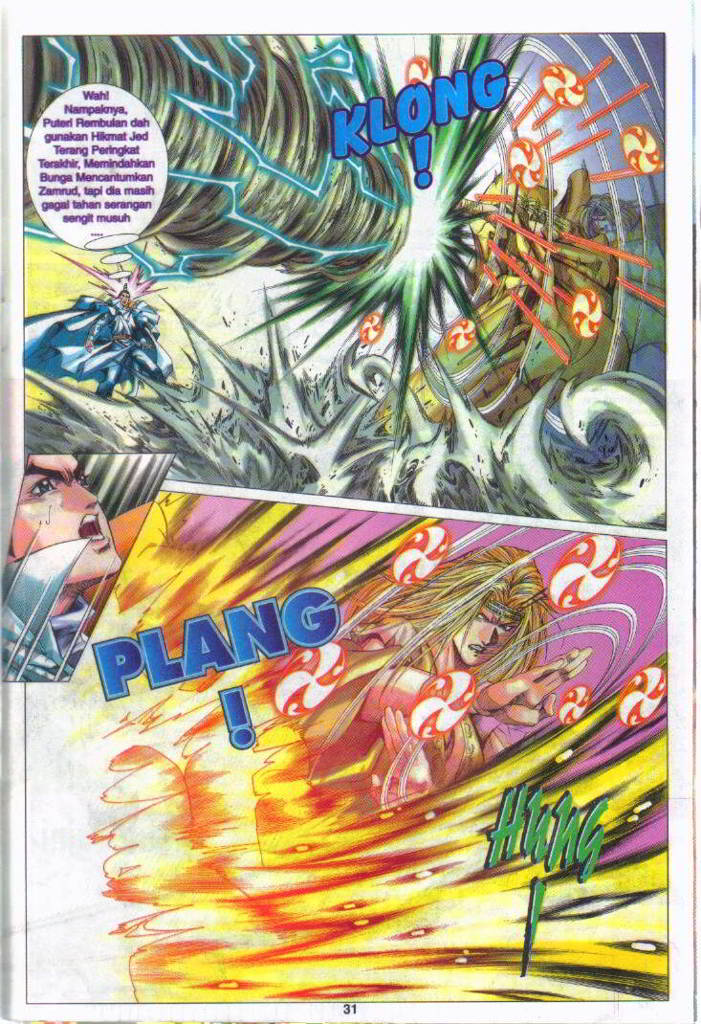 Wah!
Nampaknya,
Puteri Rembulan dah
gunakan Hikmat Jed
Terang Peringkat
Terakhir, Memindahkan
Bunga Mencantumkan
Zamrud, tapi dia masih
gagal tahan serangan
sengit musuh
....
KLONG
!
PLANG
!
HUNG
!
31